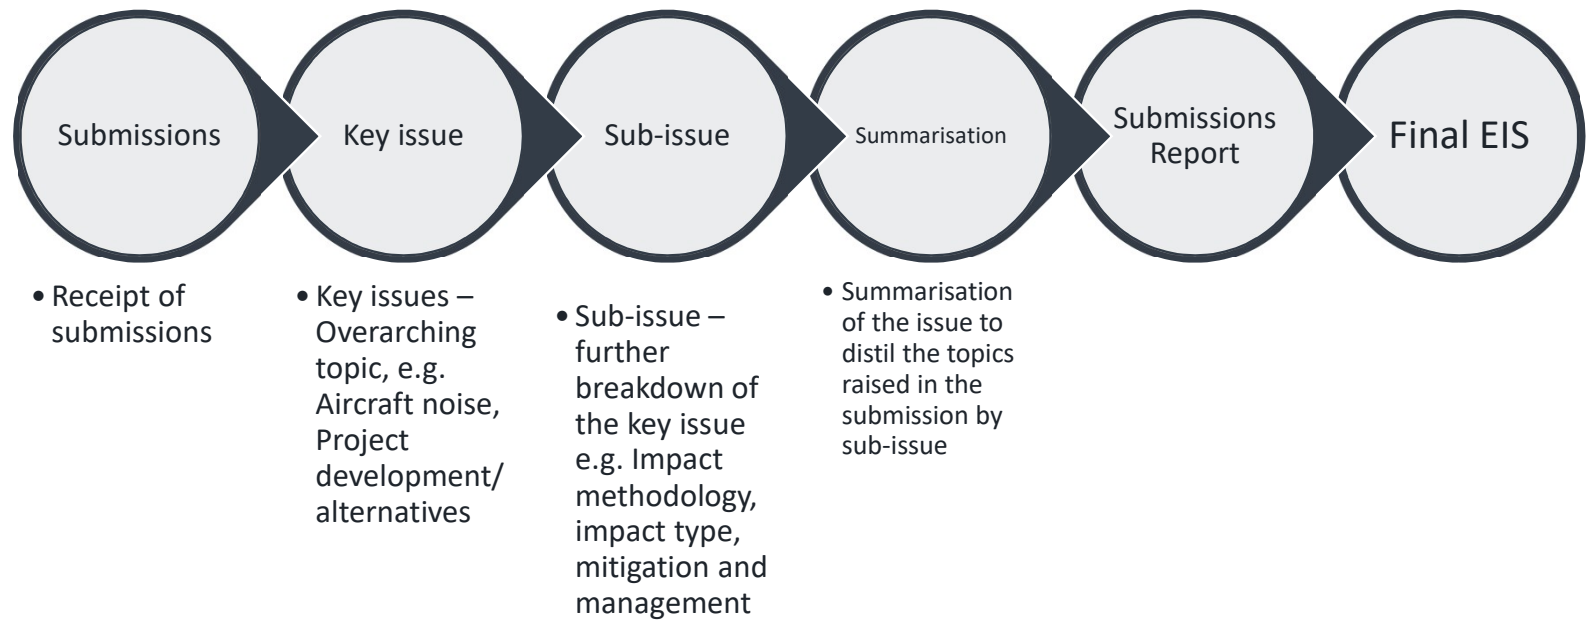 Submissions
Key issue
Sub-issue
Summarisation
Submissions
Report
Final EIS
• Receipt of
submissions
• Key issues –
Overarching
topic, e.g.
Aircraft noise,
Project
development/
alternatives
• Sub-issue –
further
breakdown of
the key issue
e.g. Impact
methodology,
impact type,
mitigation and
management
• Summarisation
of the issue to
distil the topics
raised in the
submission by
sub-issue